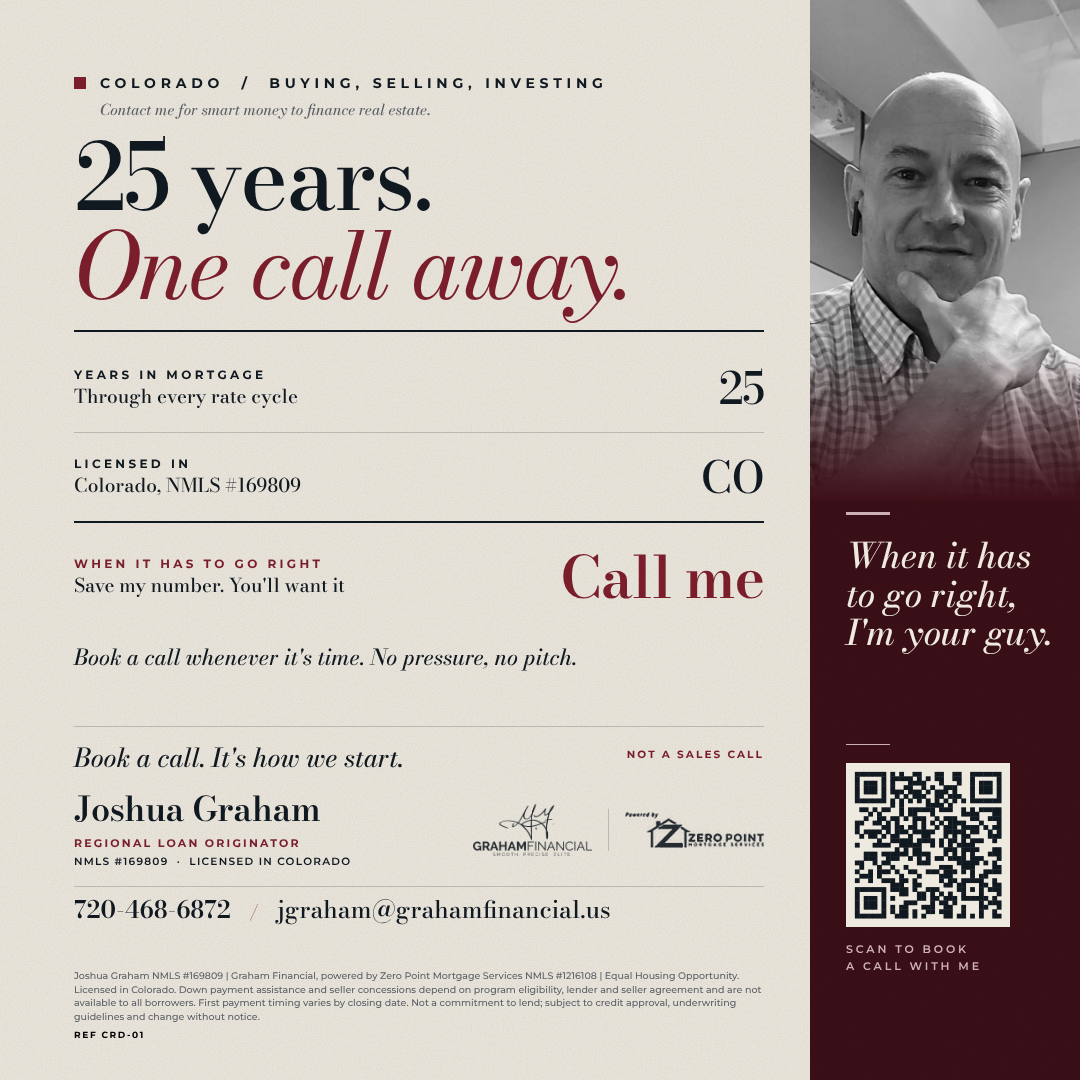 COLORADO / BUYING, SELLING, INVESTING
Contact me for smart money to finance real estate.
25 years.
One call away.
YEARS IN MORTGAGE
Through every rate cycle
25
LICENSED IN
Colorado, NMLS #169809
CO
WHEN IT HAS TO GO RIGHT
Save my number. You'll want it
Call me
Book a call whenever it's time. No pressure, no pitch.
Book a call. It's how we start.
NOT A SALES CALL
Joshua Graham
REGIONAL LOAN ORIGINATOR
NMLS #169809 · LICENSED IN COLORADO
GRAHAMFINANCIAL
SMOOTH. PRECISE. ELITE.
Powered by
ZERO POINT
MORTGAGE SERVICES
720-468-6872 / jgraham@grahamfinancial.us
Joshua Graham NMLS #169809 | Graham Financial, powered by Zero Point Mortgage Services NMLS #1216108 | Equal Housing Opportunity.
Licensed in Colorado. Down payment assistance and seller concessions depend on program eligibility, lender and seller agreement and are not
available to all borrowers. First payment timing varies by closing date. Not a commitment to lend; subject to credit approval, underwriting
guidelines and change without notice.
REF CRD-01
When it has
to go right,
I'm your guy.
SCAN TO BOOK
A CALL WITH ME